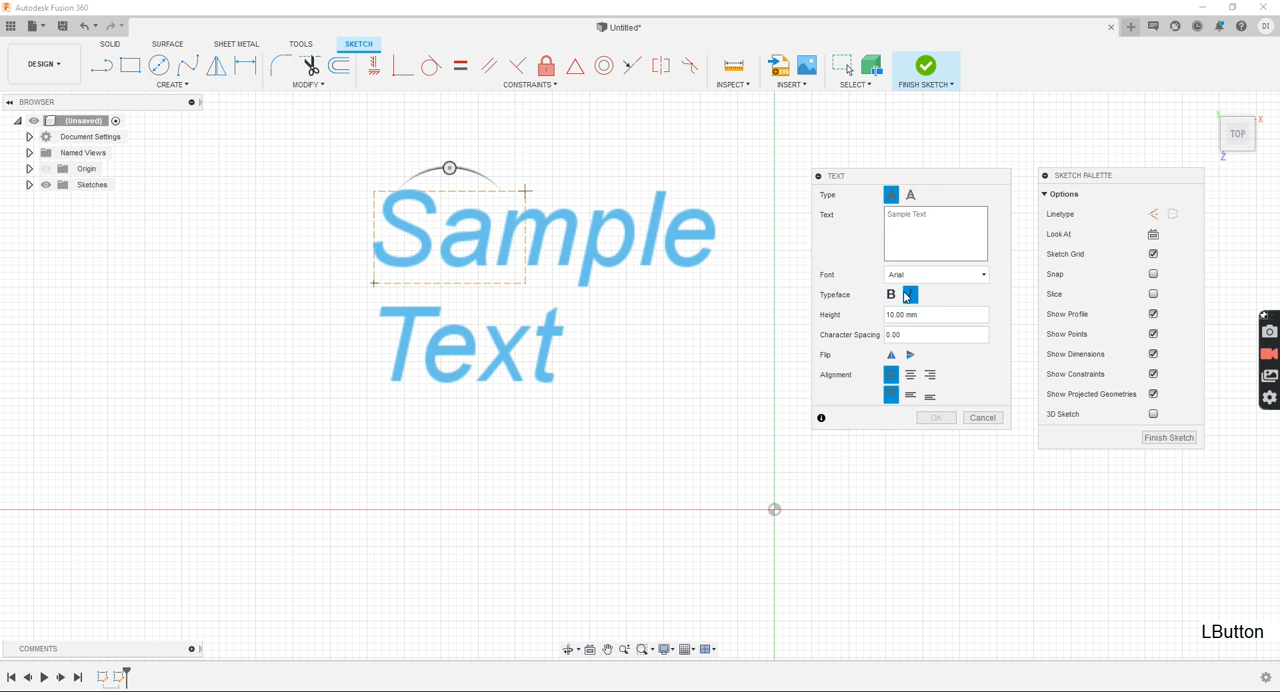 Autodesk Fusion 360
Untitled*
DI
DESIGN
SOLID
SURFACE
SHEET METAL
TOOLS
SKETCH
CREATE
MODIFY
CONSTRAINTS
INSPECT
INSERT
SELECT
FINISH SKETCH
BROWSER
(Unsaved)
Document Settings
Named Views
Origin
Sketches
Sample
Text
TEXT
Type
Text
Sample Text
Font
Arial
Typeface
B
Height
10.00 mm
Character Spacing
0.00
Flip
Alignment
OK
Cancel
SKETCH PALETTE
Options
Linetype
Look At
Sketch Grid
Snap
Slice
Show Profile
Show Points
Show Dimensions
Show Constraints
Show Projected Geometries
3D Sketch
Finish Sketch
TOP
X
Y
Z
LButton
COMMENTS